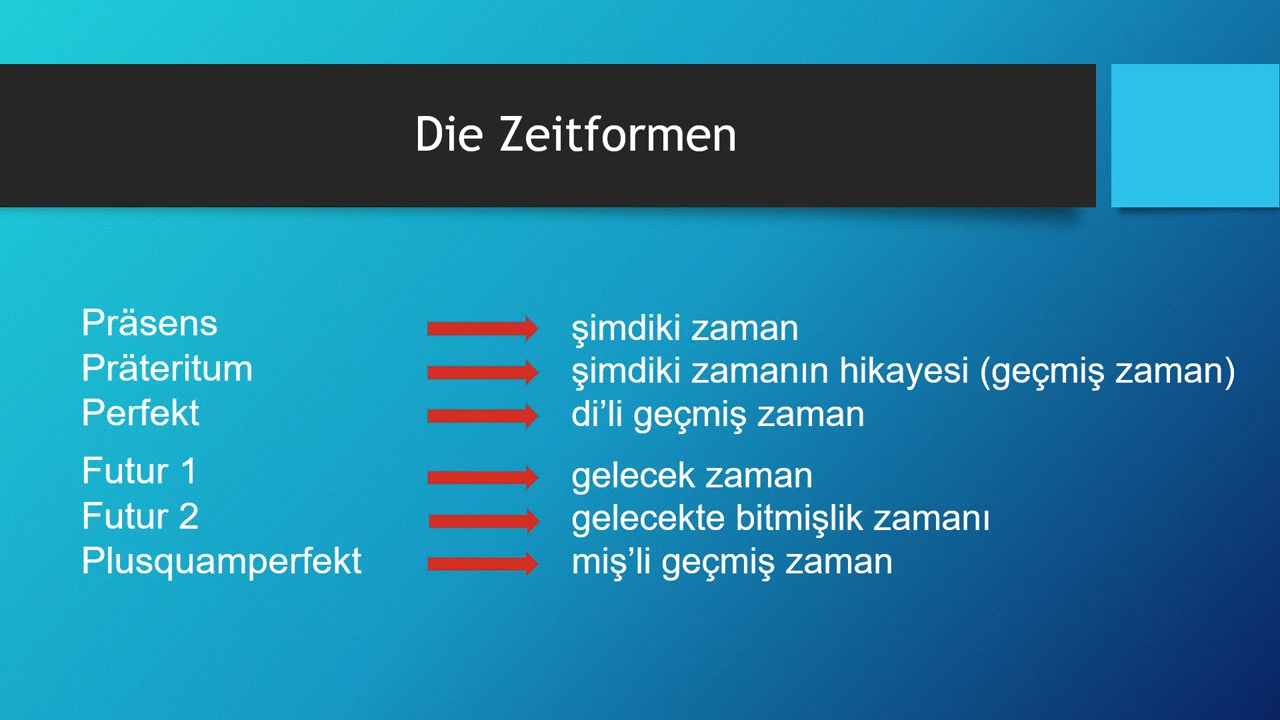 Die Zeitformen
Präsens şimdiki zaman
Präteritum şimdiki zamanın hikayesi (geçmiş zaman)
Perfekt di’li geçmiş zaman
Futur 1 gelecek zaman
Futur 2 gelecekte bitmişlik zamanı
Plusquamperfekt miş’li geçmiş zaman